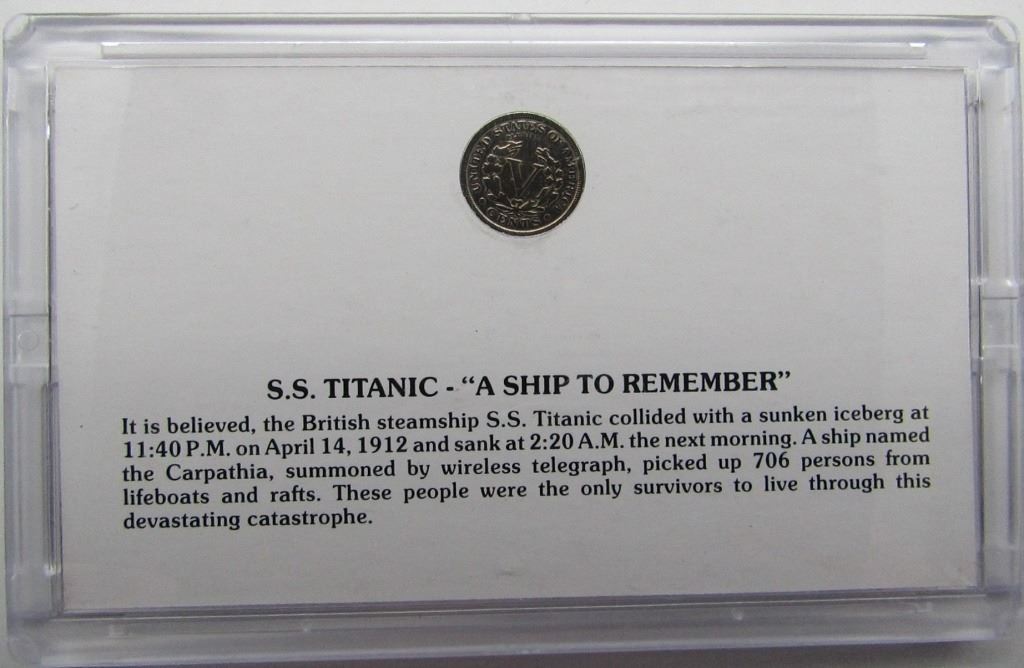 UNITED STATES OF AMERICA
V
CENTS
S.S. TITANIC - “A SHIP TO REMEMBER”
It is believed, the British steamship S.S. Titanic collided with a sunken iceberg at
11:40 P.M. on April 14, 1912 and sank at 2:20 A.M. the next morning. A ship named
the Carpathia, summoned by wireless telegraph, picked up 706 persons from
lifeboats and rafts. These people were the only survivors to live through this
devastating catastrophe.